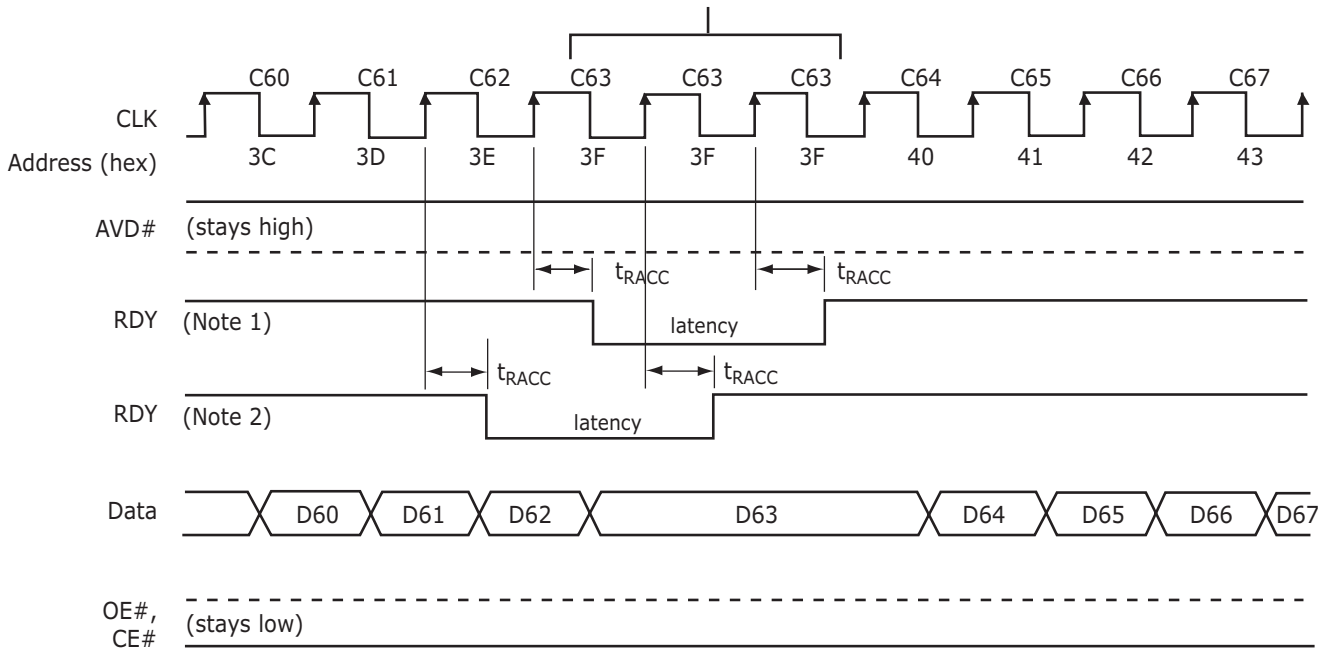 C60 C61 C62 C63 C63 C63 C64 C65 C66 C67
CLK
Address (hex) 3C 3D 3E 3F 3F 3F 40 41 42 43
AVD# (stays high)
tRACC tRACC
RDY (Note 1) latency
tRACC tRACC
RDY (Note 2) latency
Data D60 D61 D62 D63 D64 D65 D66 D67
OE#,
CE# (stays low)